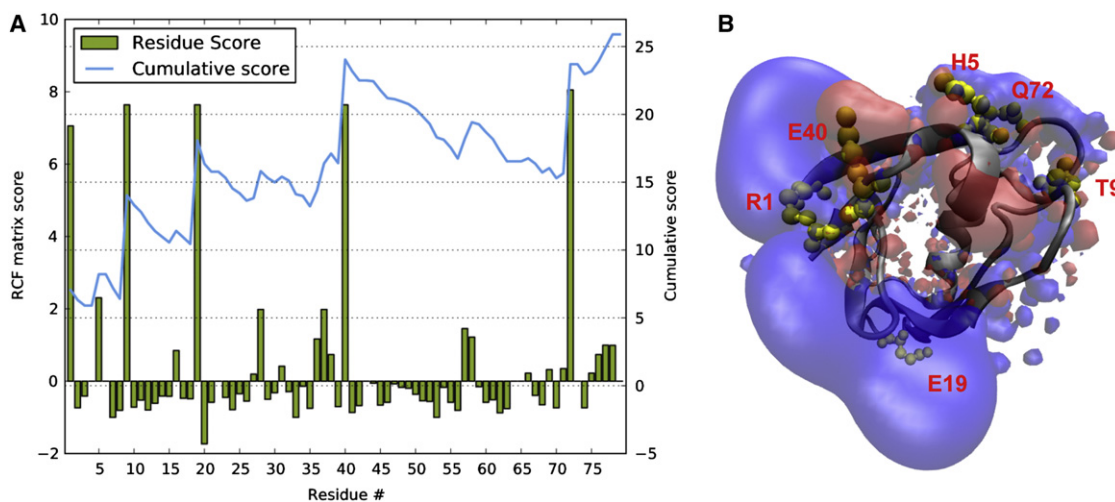 A
B
Residue Score
Cumulative score
RCF matrix score
10
8
6
4
2
0
−2
5 10 15 20 25 30 35 40 45 50 55 60 65 70 75
Residue #
25
20
15
10
5
0
−5
Cumulative score
H5
Q72
E40
T9
R1
E19